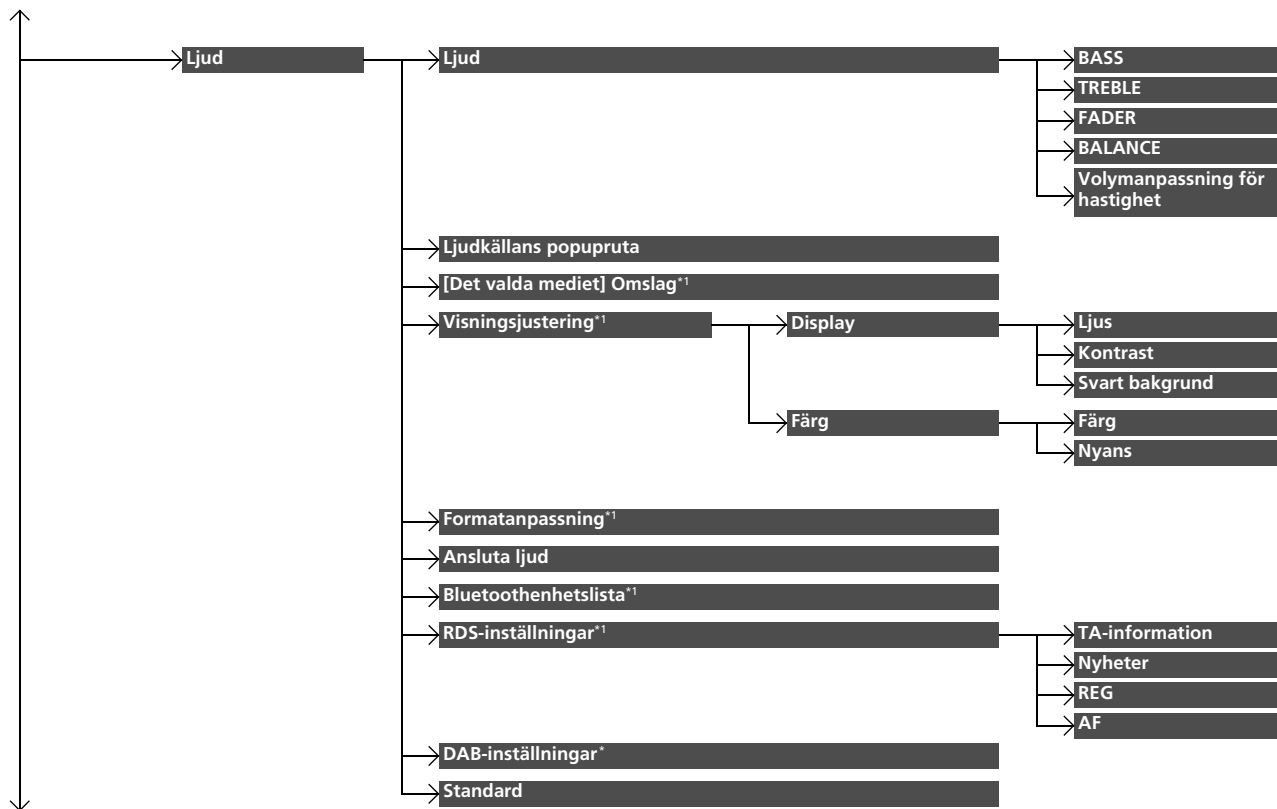 Ljud
Ljud
BASS
TREBLE
FADER
BALANCE
Volymanpassning för
hastighet
Ljudkällans popupruta
[Det valda mediet] Omslag*1
Visningsjustering*1
Display
Ljus
Kontrast
Svart bakgrund
Färg
Färg
Nyans
Formatanpassning*1
Ansluta ljud
Bluetoothenhetslista*1
RDS-inställningar*1
TA-information
Nyheter
REG
AF
DAB-inställningar*
Standard